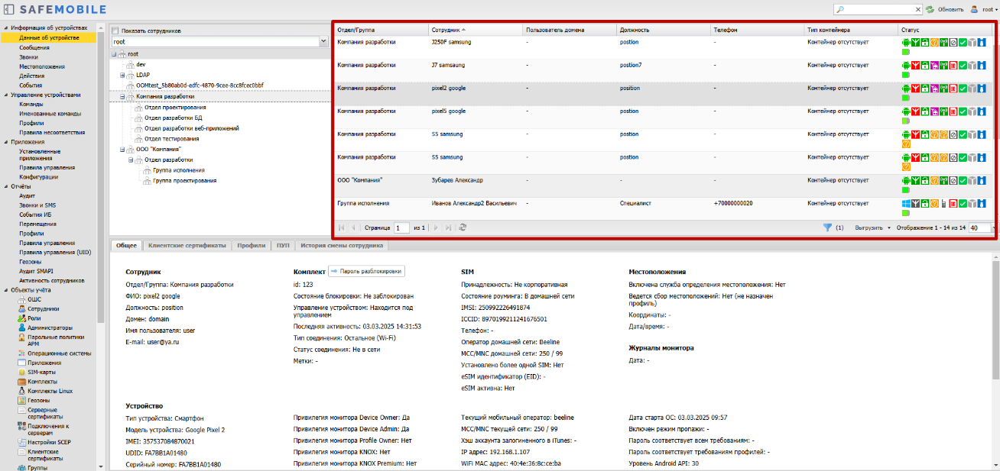 SAFEMOBILE
Обновить
root
Информация об устройствах
Данные об устройстве
Сообщения
Звонки
Местоположения
Действия
События
Управление устройствами
Команды
Именованные команды
Профили
Правила несоответствия
Приложения
Установленные
приложения
Правила управления
Конфигурации
Отчёты
Аудит
Звонки и SMS
События ИБ
Перемещения
Профили
Правила управления
Правила управления (UID)
Геозоны
Аудит SMAPI
Активность сотрудников
Объекты учёта
ОШС
Сотрудники
Роли
Администраторы
Парольные политики
АРМ
Операционные системы
Приложения
SIM-карты
Комплекты
Комплекты Linux
Геозоны
Серверные
сертификаты
Подключения к
серверам
Настройки SCEP
Клиентские
сертификаты
Группы
Показать сотрудников
root
root
dev
LDAP
OOMtest_5b80ab0d-edfc-4870-9cee-8cc8fcec0bbf
Компания разработки
Отдел проектирования
Отдел разработки БД
Отдел разработки веб-приложений
Отдел тестирования
ООО "Компания"
Отдел разработки
Группа исполнения
Группа проектирования
Отдел/Группа Сотрудник Пользователь домена Должность Телефон Тип контейнера Статус
Компания разработки J250F samsung - postion - Контейнер отсутствует
Компания разработки J7 samsaung - postion7 - Контейнер отсутствует
Компания разработки pixel2 google - position - Контейнер отсутствует
Компания разработки pixel5 google - postion - Контейнер отсутствует
Компания разработки S5 samsung - postion - Контейнер отсутствует
Компания разработки S5 samsung - postion - Контейнер отсутствует
ООО "Компания" Зубарев Александр - - - Контейнер отсутствует
Группа исполнения Иванов Александр2 Васильевич - Специалист +70000000020 Контейнер отсутствует
Страница 1 из 1 (1) Выгрузить Отображение 1 - 14 из 14 40
Общее Клиентские сертификаты Профили ПУП История смены сотрудника
Сотрудник
Отдел/Группа: Компания разработки
ФИО: pixel2 google
Должность: position
Домен: domain
Имя пользователя: user
E-mail: user@ya.ru
Комплект Пароль разблокировки
id: 123
Состояние блокировки: Не заблокирован
Управление устройством: Находится под
управлением
Последняя активность: 03.03.2025 14:31:53
Тип соединения: Остальное (Wi-Fi)
Статус соединения: Не в сети
Метки: -
SIM
Принадлежность: Не корпоративная
Состояние роуминга: В домашней сети
IMSI: 250992226491874
ICCID: 8970199211241676501
Телефон: -
Оператор домашней сети: Beeline
MCC/MNC домашней сети: 250 / 99
Установлено более одной SIM: Нет
eSIM идентификатор (EID): -
eSIM активна: Нет
Местоположения
Включена служба определения местоположения: Нет
Ведется сбор местоположений: Нет (не назначен
профиль)
Координаты: -
Дата/время: -
Журналы монитора
Дата: -
Устройство
Тип устройства: Смартфон
Модель устройства: Google Pixel 2
IMEI: 357537084870021
UDID: FA7BB1A01480
Серийный номер: FA7BB1A01480
Привилегия монитора Device Owner: Да
Привилегия монитора Device Admin: Да
Привилегия монитора Profile Owner: Нет
Привилегия монитора KNOX: Нет
Привилегия монитора KNOX Premium: Нет
Текущий мобильный оператор: beeline
MCC/MNC текущей сети: 250 / 99
Хэш аккаунта залогиненного в iTunes: -
IP адрес: 192.168.1.107
WiFi MAC адрес: 40:4e:36:8c:ce:ba
Дата старта ОС: 03.03.2025 09:57
Включен режим пропажи: -
Пароль соответствует всем требованиям: -
Пароль соответствует требованиям профилей: -
Уровень Android API: 30